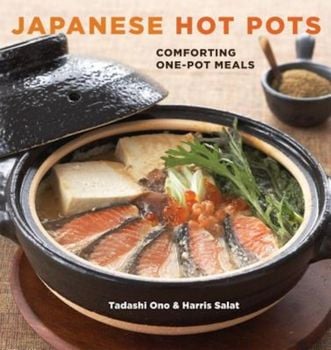 JAPANESE HOT POTS
COMFORTING
ONE-POT MEALS
Tadashi Ono & Harris Salat